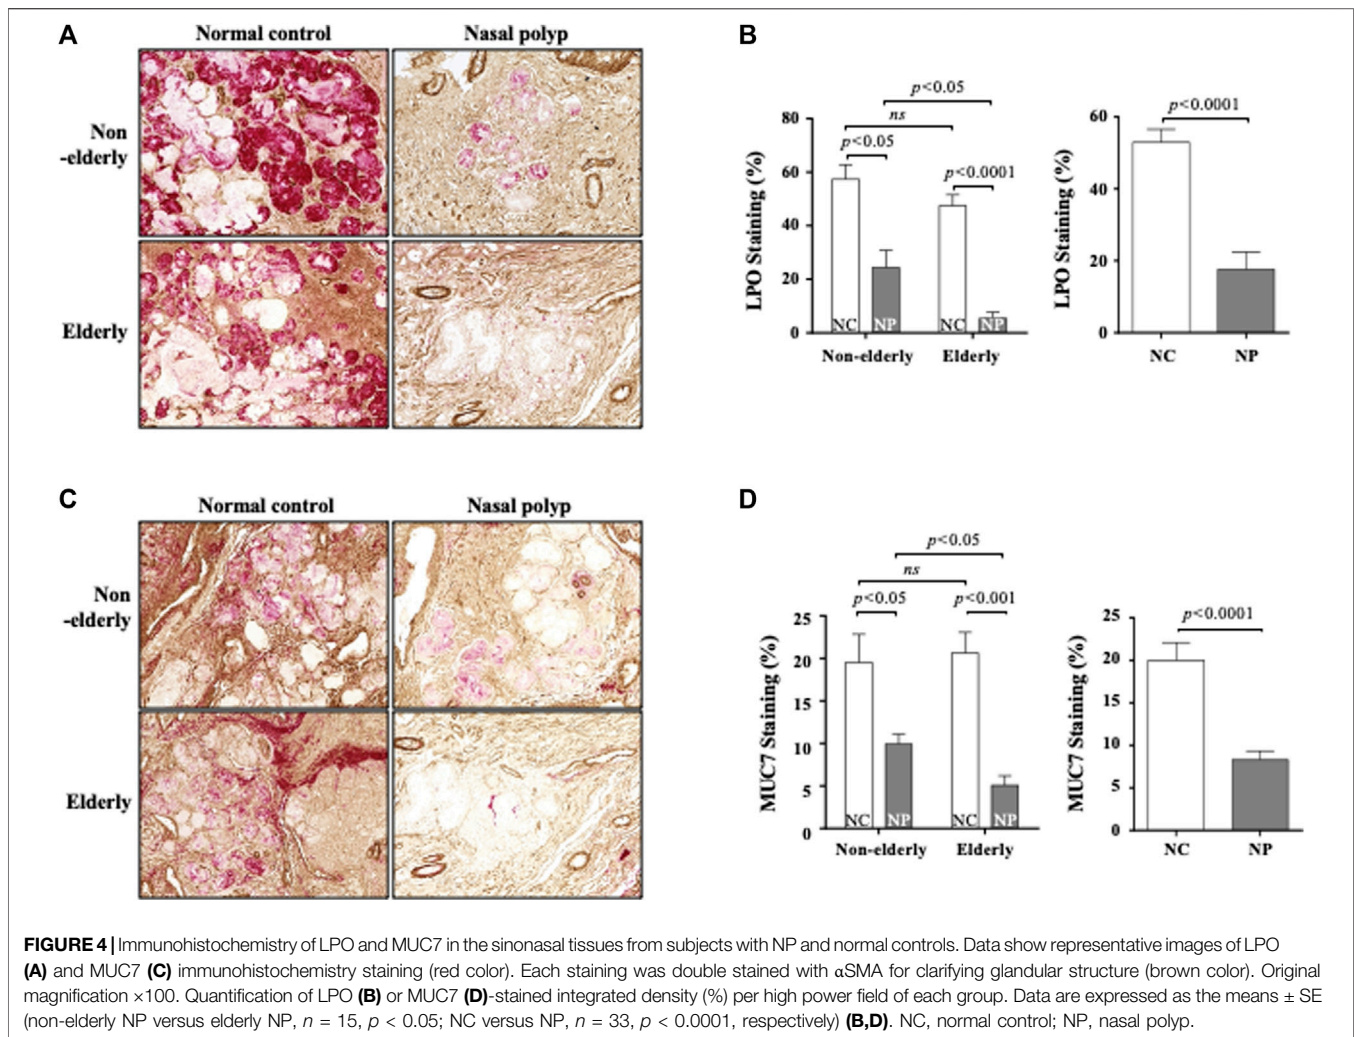 A
Normal control
Nasal polyp
Non
-elderly
Elderly
B
p<0.05
ns
p<0.05
p<0.0001
80
60
40
20
0
LPO Staining (%)
NC
NP
NC
NP
Non-elderly
Elderly
p<0.0001
60
40
20
0
LPO Staining (%)
NC
NP
C
Normal control
Nasal polyp
Non
-elderly
Elderly
D
p<0.05
ns
p<0.05
p<0.001
25
20
15
10
5
0
MUC7 Staining (%)
NC
NP
NC
NP
Non-elderly
Elderly
p<0.0001
25
20
15
10
5
0
MUC7 Staining (%)
NC
NP
FIGURE 4 | Immunohistochemistry of LPO and MUC7 in the sinonasal tissues from subjects with NP and normal controls. Data show representative images of LPO
(A) and MUC7 (C) immunohistochemistry staining (red color). Each staining was double stained with αSMA for clarifying glandular structure (brown color). Original
magnification ×100. Quantification of LPO (B) or MUC7 (D)-stained integrated density (%) per high power field of each group. Data are expressed as the means ± SE
(non-elderly NP versus elderly NP, n = 15, p < 0.05; NC versus NP, n = 33, p < 0.0001, respectively) (B,D). NC, normal control; NP, nasal polyp.